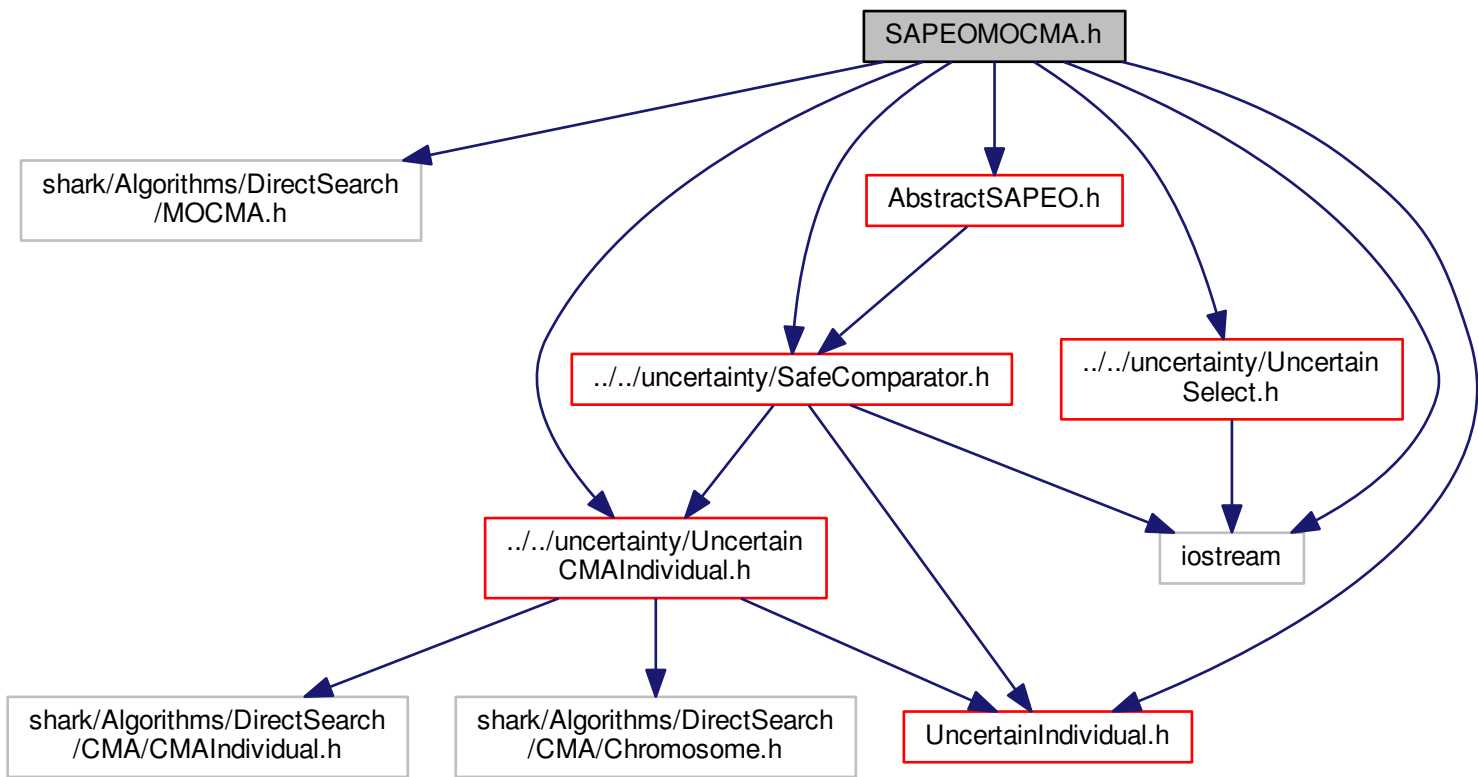 SAPEOMOCMA.h
shark/Algorithms/DirectSearch
/MOCMA.h
AbstractSAPEO.h
../../uncertainty/SafeComparator.h
../../uncertainty/Uncertain
Select.h
../../uncertainty/Uncertain
CMAIndividual.h
iostream
shark/Algorithms/DirectSearch
/CMA/CMAIndividual.h
shark/Algorithms/DirectSearch
/CMA/Chromosome.h
UncertainIndividual.h